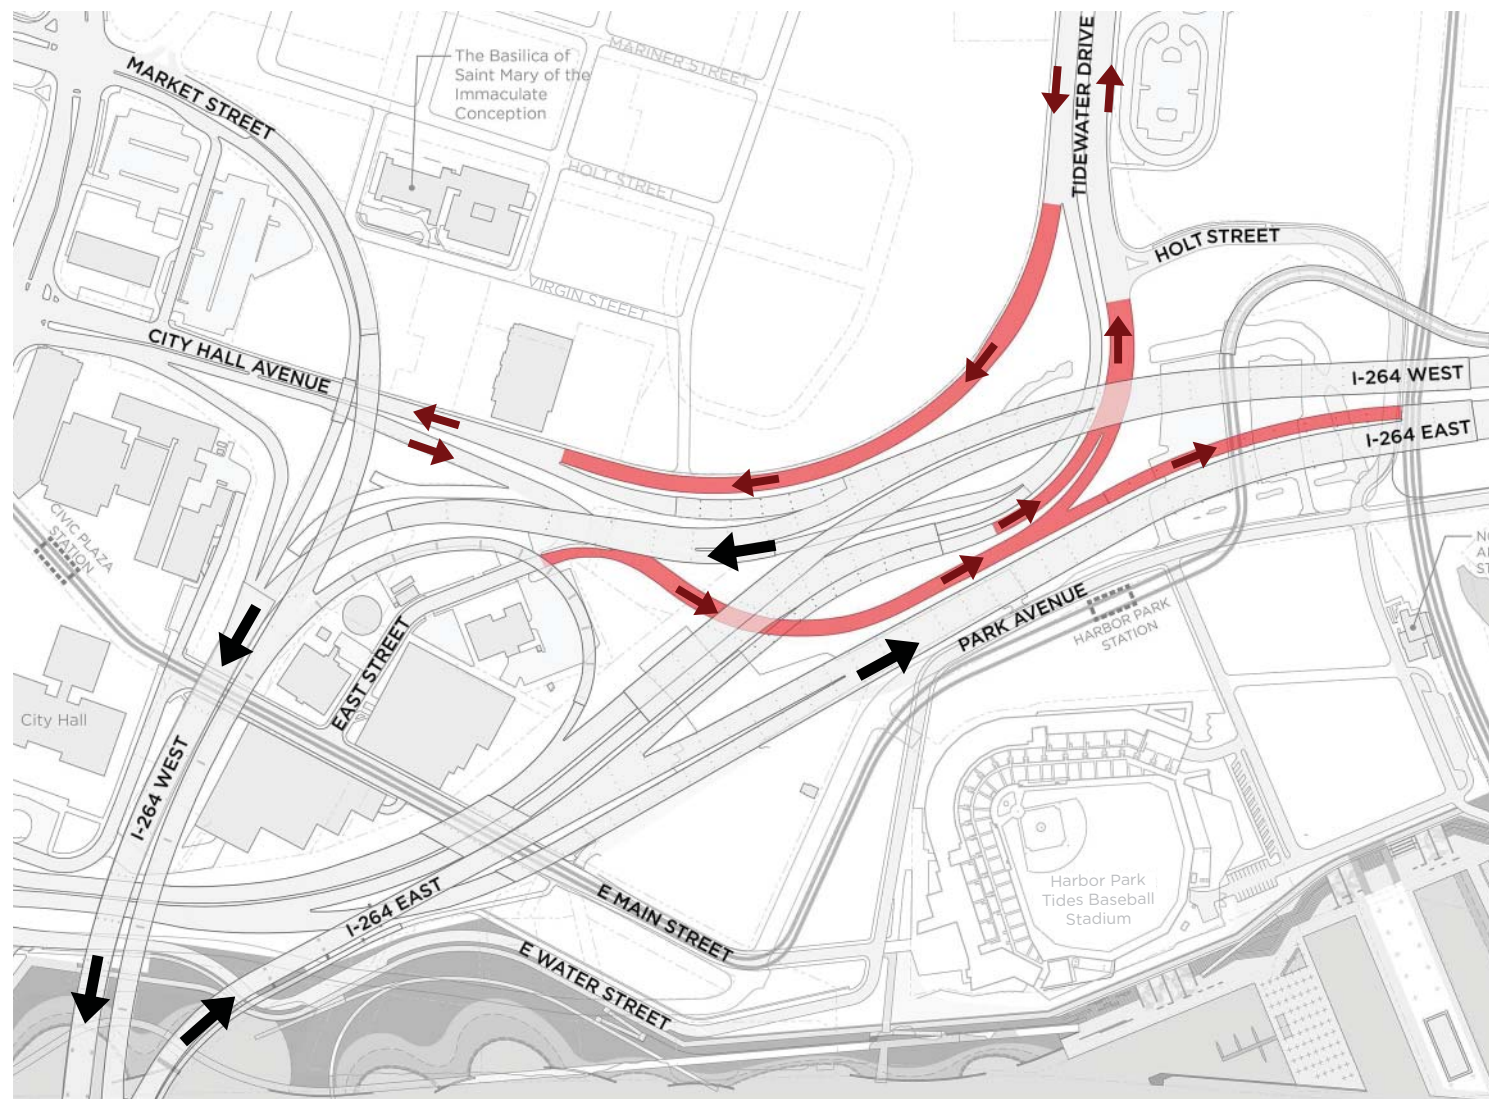 MARKET STREET
The Basilica of
Saint Mary of the
Immaculate
Conception
MARINER STREET
TIDEWATER DRIVE
HOLT STREET
HOLT STREET
VIRGIN STEEET
CITY HALL AVENUE
I-264 WEST
I-264 EAST
CIVIC PLAZA
STATION
PARK AVENUE
HARBOR PARK
STATION
EAST STREET
City Hall
I-264 WEST
I-264 EAST
E MAIN STREET
E WATER STREET
Harbor Park
Tides Baseball
Stadium